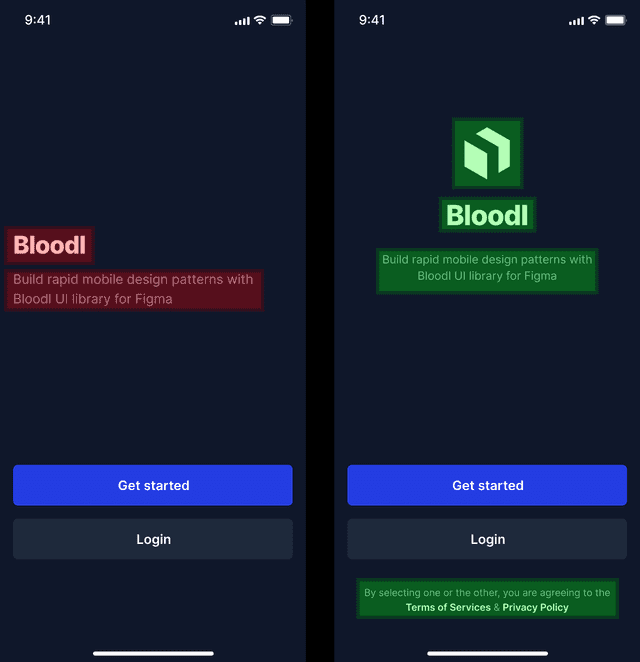 9:41
Bloodl
Build rapid mobile design patterns with
Bloodl UI library for Figma
Get started
Login
9:41
Bloodl
Build rapid mobile design patterns with
Bloodl UI library for Figma
Get started
Login
By selecting one or the other, you are agreeing to the
Terms of Services & Privacy Policy